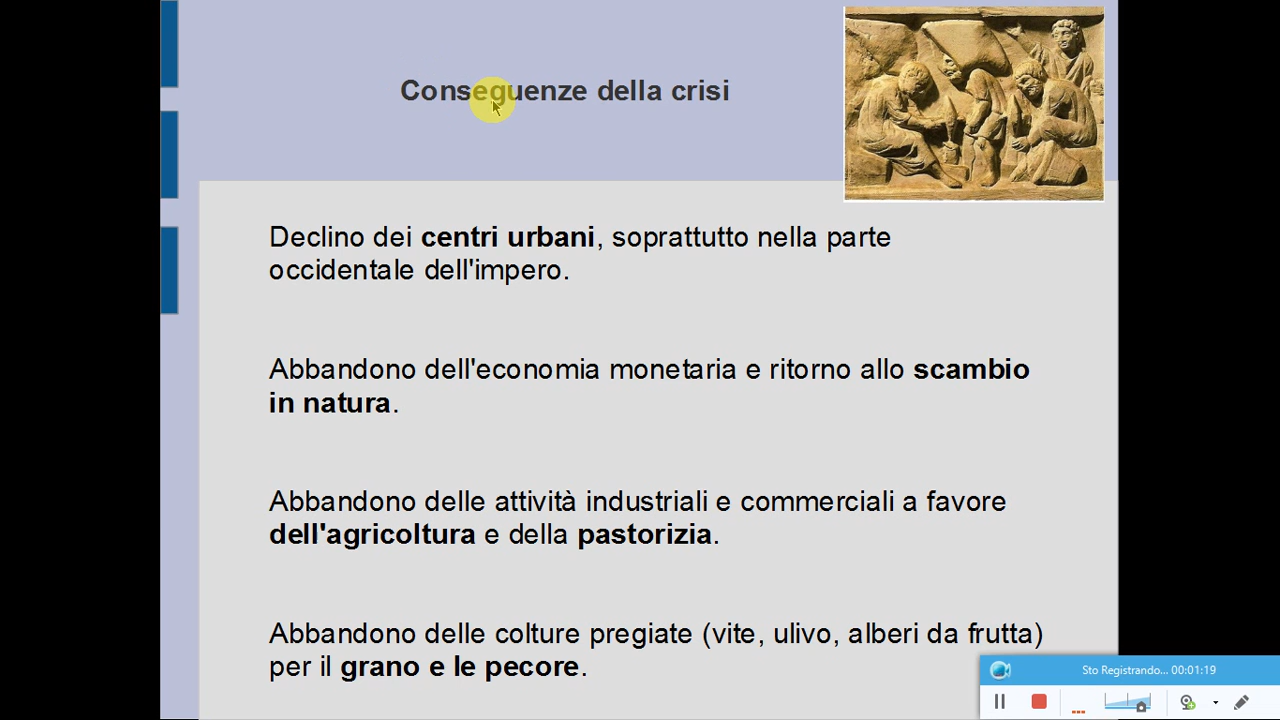 Conseguenze della crisi
Declino dei centri urbani, soprattutto nella parte
occidentale dell'impero.
Abbandono dell'economia monetaria e ritorno allo scambio
in natura.
Abbandono delle attività industriali e commerciali a favore
dell'agricoltura e della pastorizia.
Abbandono delle colture pregiate (vite, ulivo, alberi da frutta)
per il grano e le pecore.
Sto Registrando... 00:01:19